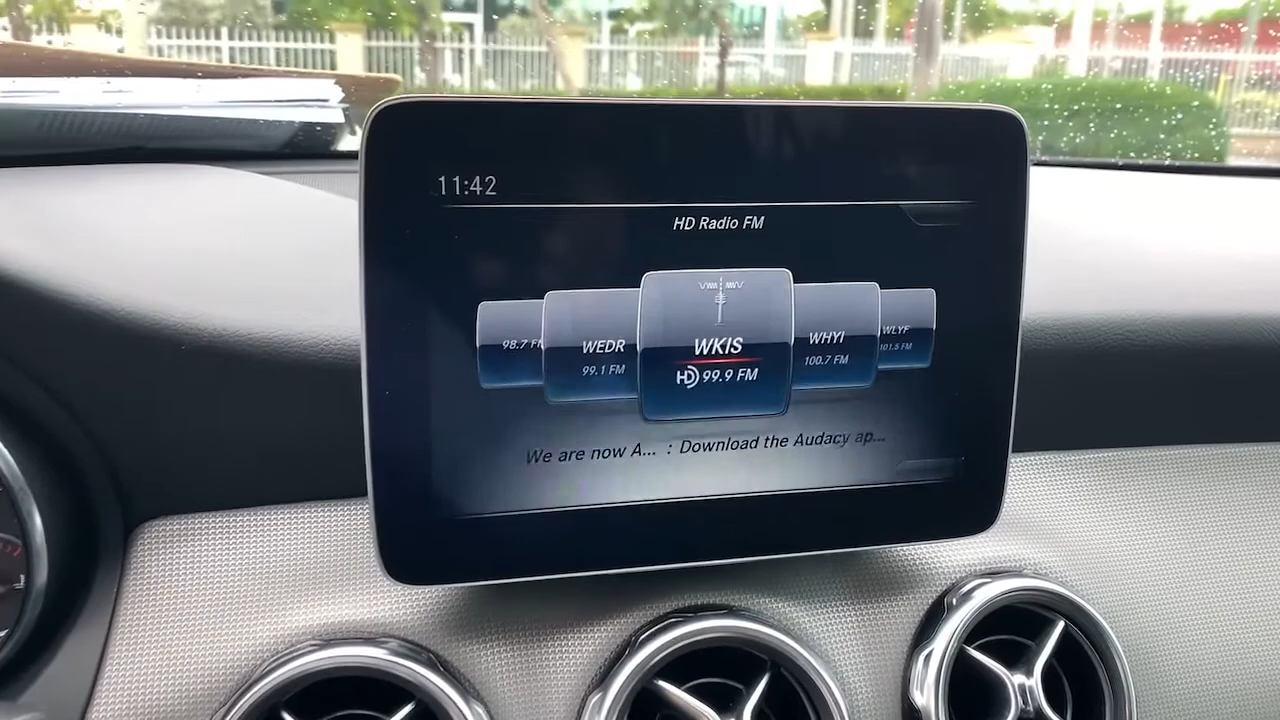 11:42
HD Radio FM
98.7 FM
WEDR
99.1 FM
WKIS
HD 99.9 FM
WHYI
100.7 FM
WLYF
101.5 FM
We are now A... : Download the Audacy ap...